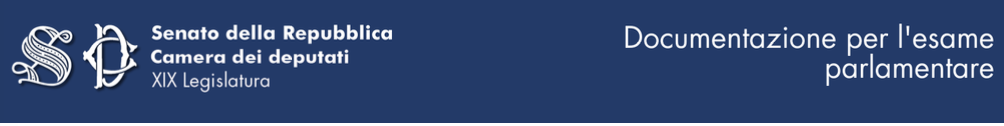 Senato della Repubblica
Camera dei deputati
XIX Legislatura
Documentazione per l'esame
parlamentare